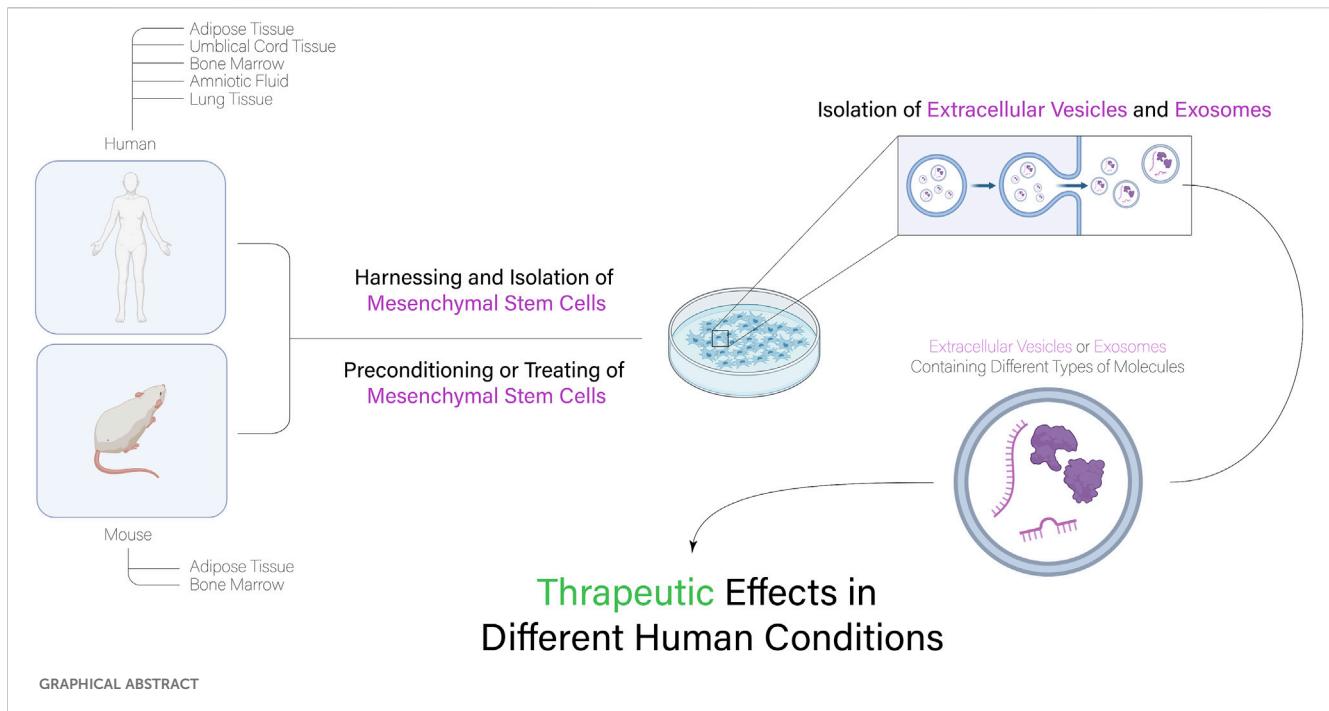 Adipose Tissue
Umblical Cord Tissue
Bone Marrow
Amniotic Fluid
Lung Tissue
Human
Isolation of Extracellular Vesicles and Exosomes
Harnessing and Isolation of
Mesenchymal Stem Cells
Preconditioning or Treating of
Mesenchymal Stem Cells
Extracellular Vesicles or Exosomes
Containing Different Types of Molecules
Mouse
Adipose Tissue
Bone Marrow
Thrapeutic Effects in
Different Human Conditions
GRAPHICAL ABSTRACT